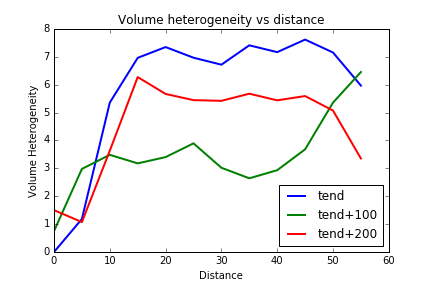 Volume heterogeneity vs distance
8
7
6
5
4
3
2
1
0
Volume Heterogeneity
tend
tend+100
tend+200
0 10 20 30 40 50 60
Distance